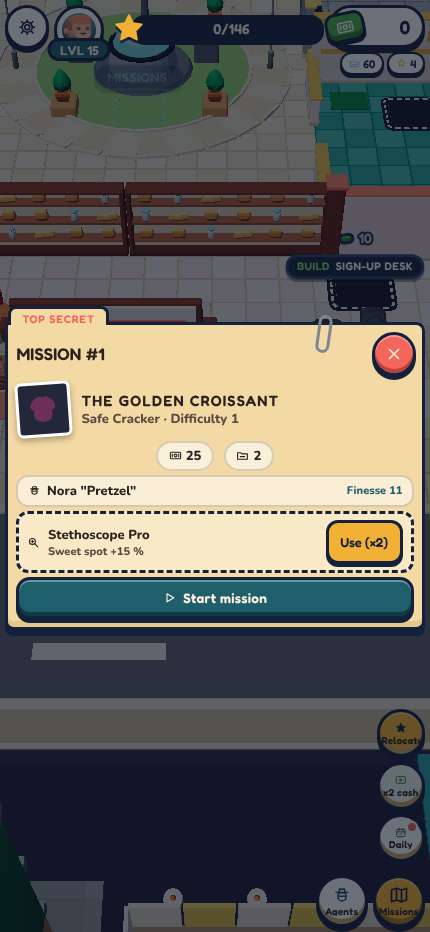 LVL 15
0/146
0
60
4
MISSIONS
10
BUILD SIGN-UP DESK
TOP SECRET
MISSION #1
THE GOLDEN CROISSANT
Safe Cracker · Difficulty 1
25
2
Nora "Pretzel"
Finesse 11
Stethoscope Pro
Sweet spot +15 %
Use (x2)
Start mission
Relocate
x2 cash
Daily
Agents
Missions